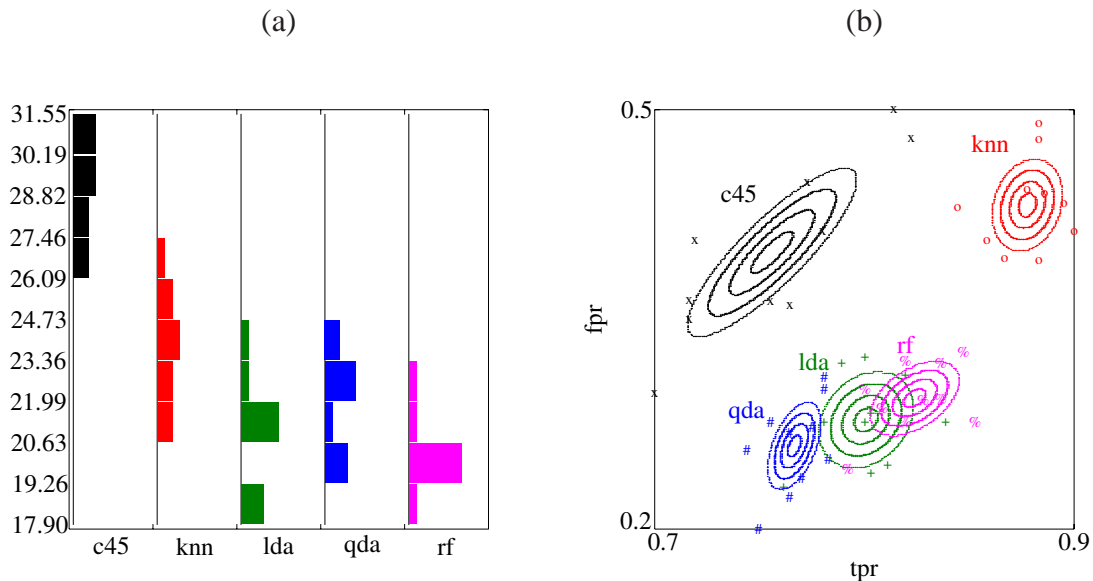 (a)
31.55
30.19
28.82
27.46
26.09
24.73
23.36
21.99
20.63
19.26
17.90
c45 knn lda qda rf
(b)
0.5
fpr
0.2
0.7 0.9
tpr
c45
knn
lda
rf
qda